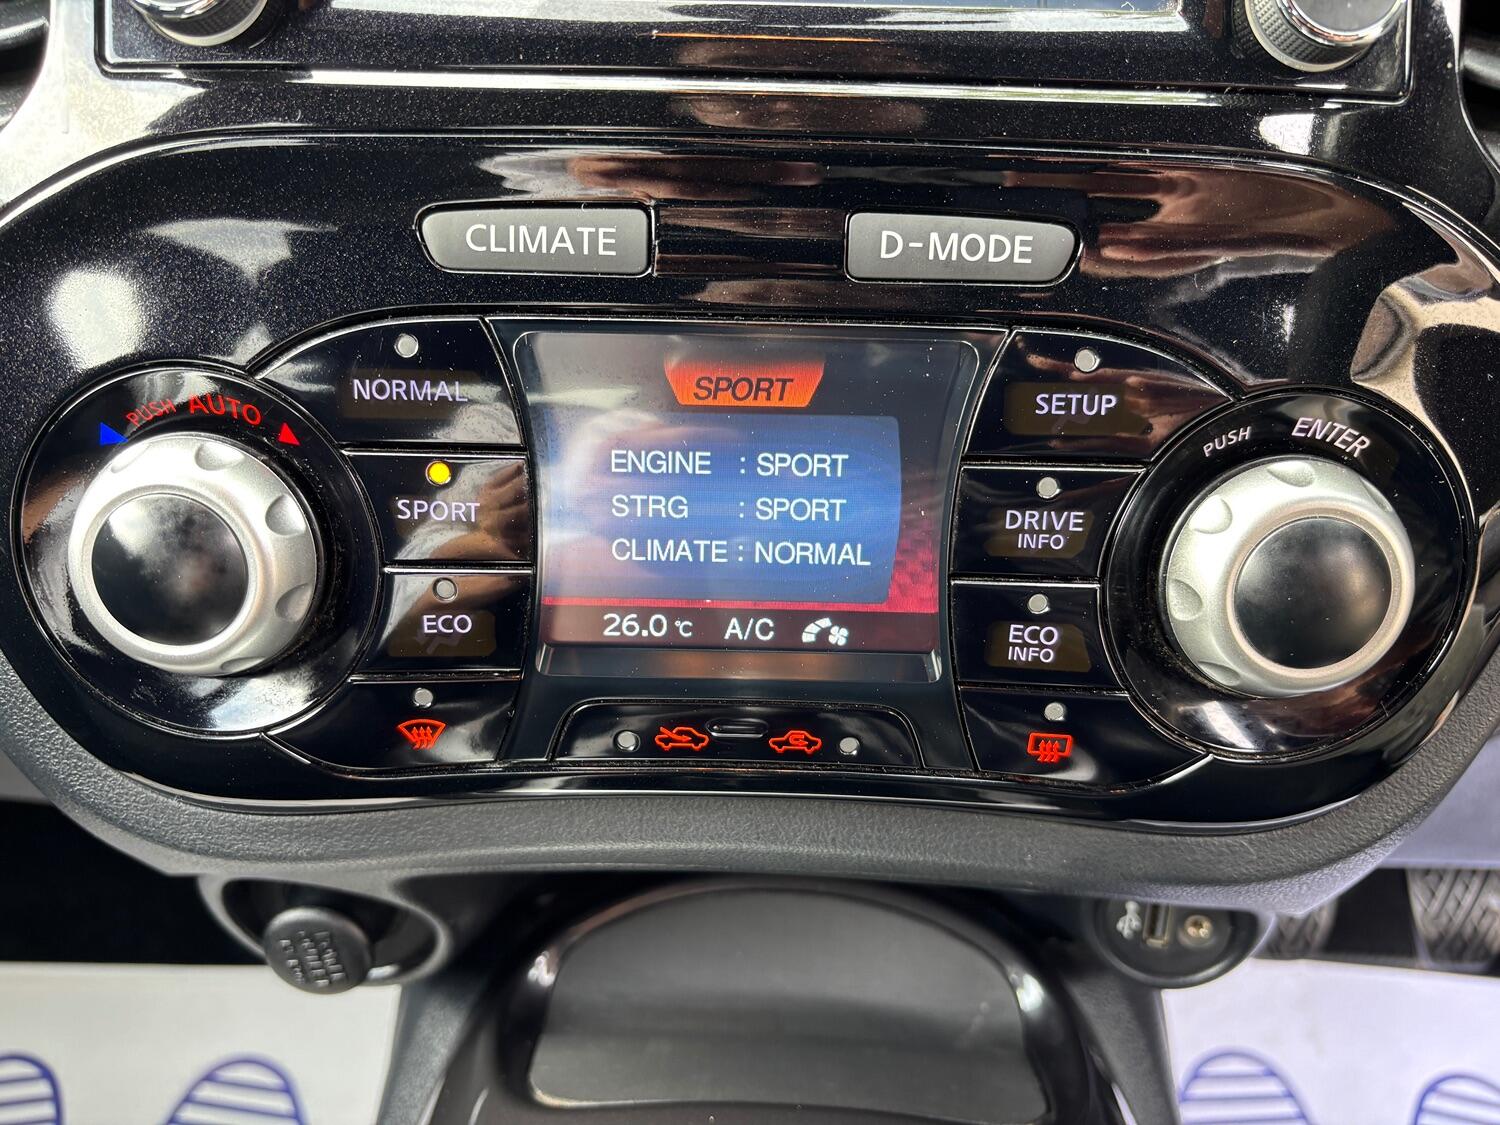 CLIMATE
D-MODE
PUSH AUTO
NORMAL
SPORT
ECO
SPORT
ENGINE : SPORT
STRG : SPORT
CLIMATE : NORMAL
26.0 °C A/C
SETUP
DRIVE
INFO
ECO
INFO
PUSH ENTER